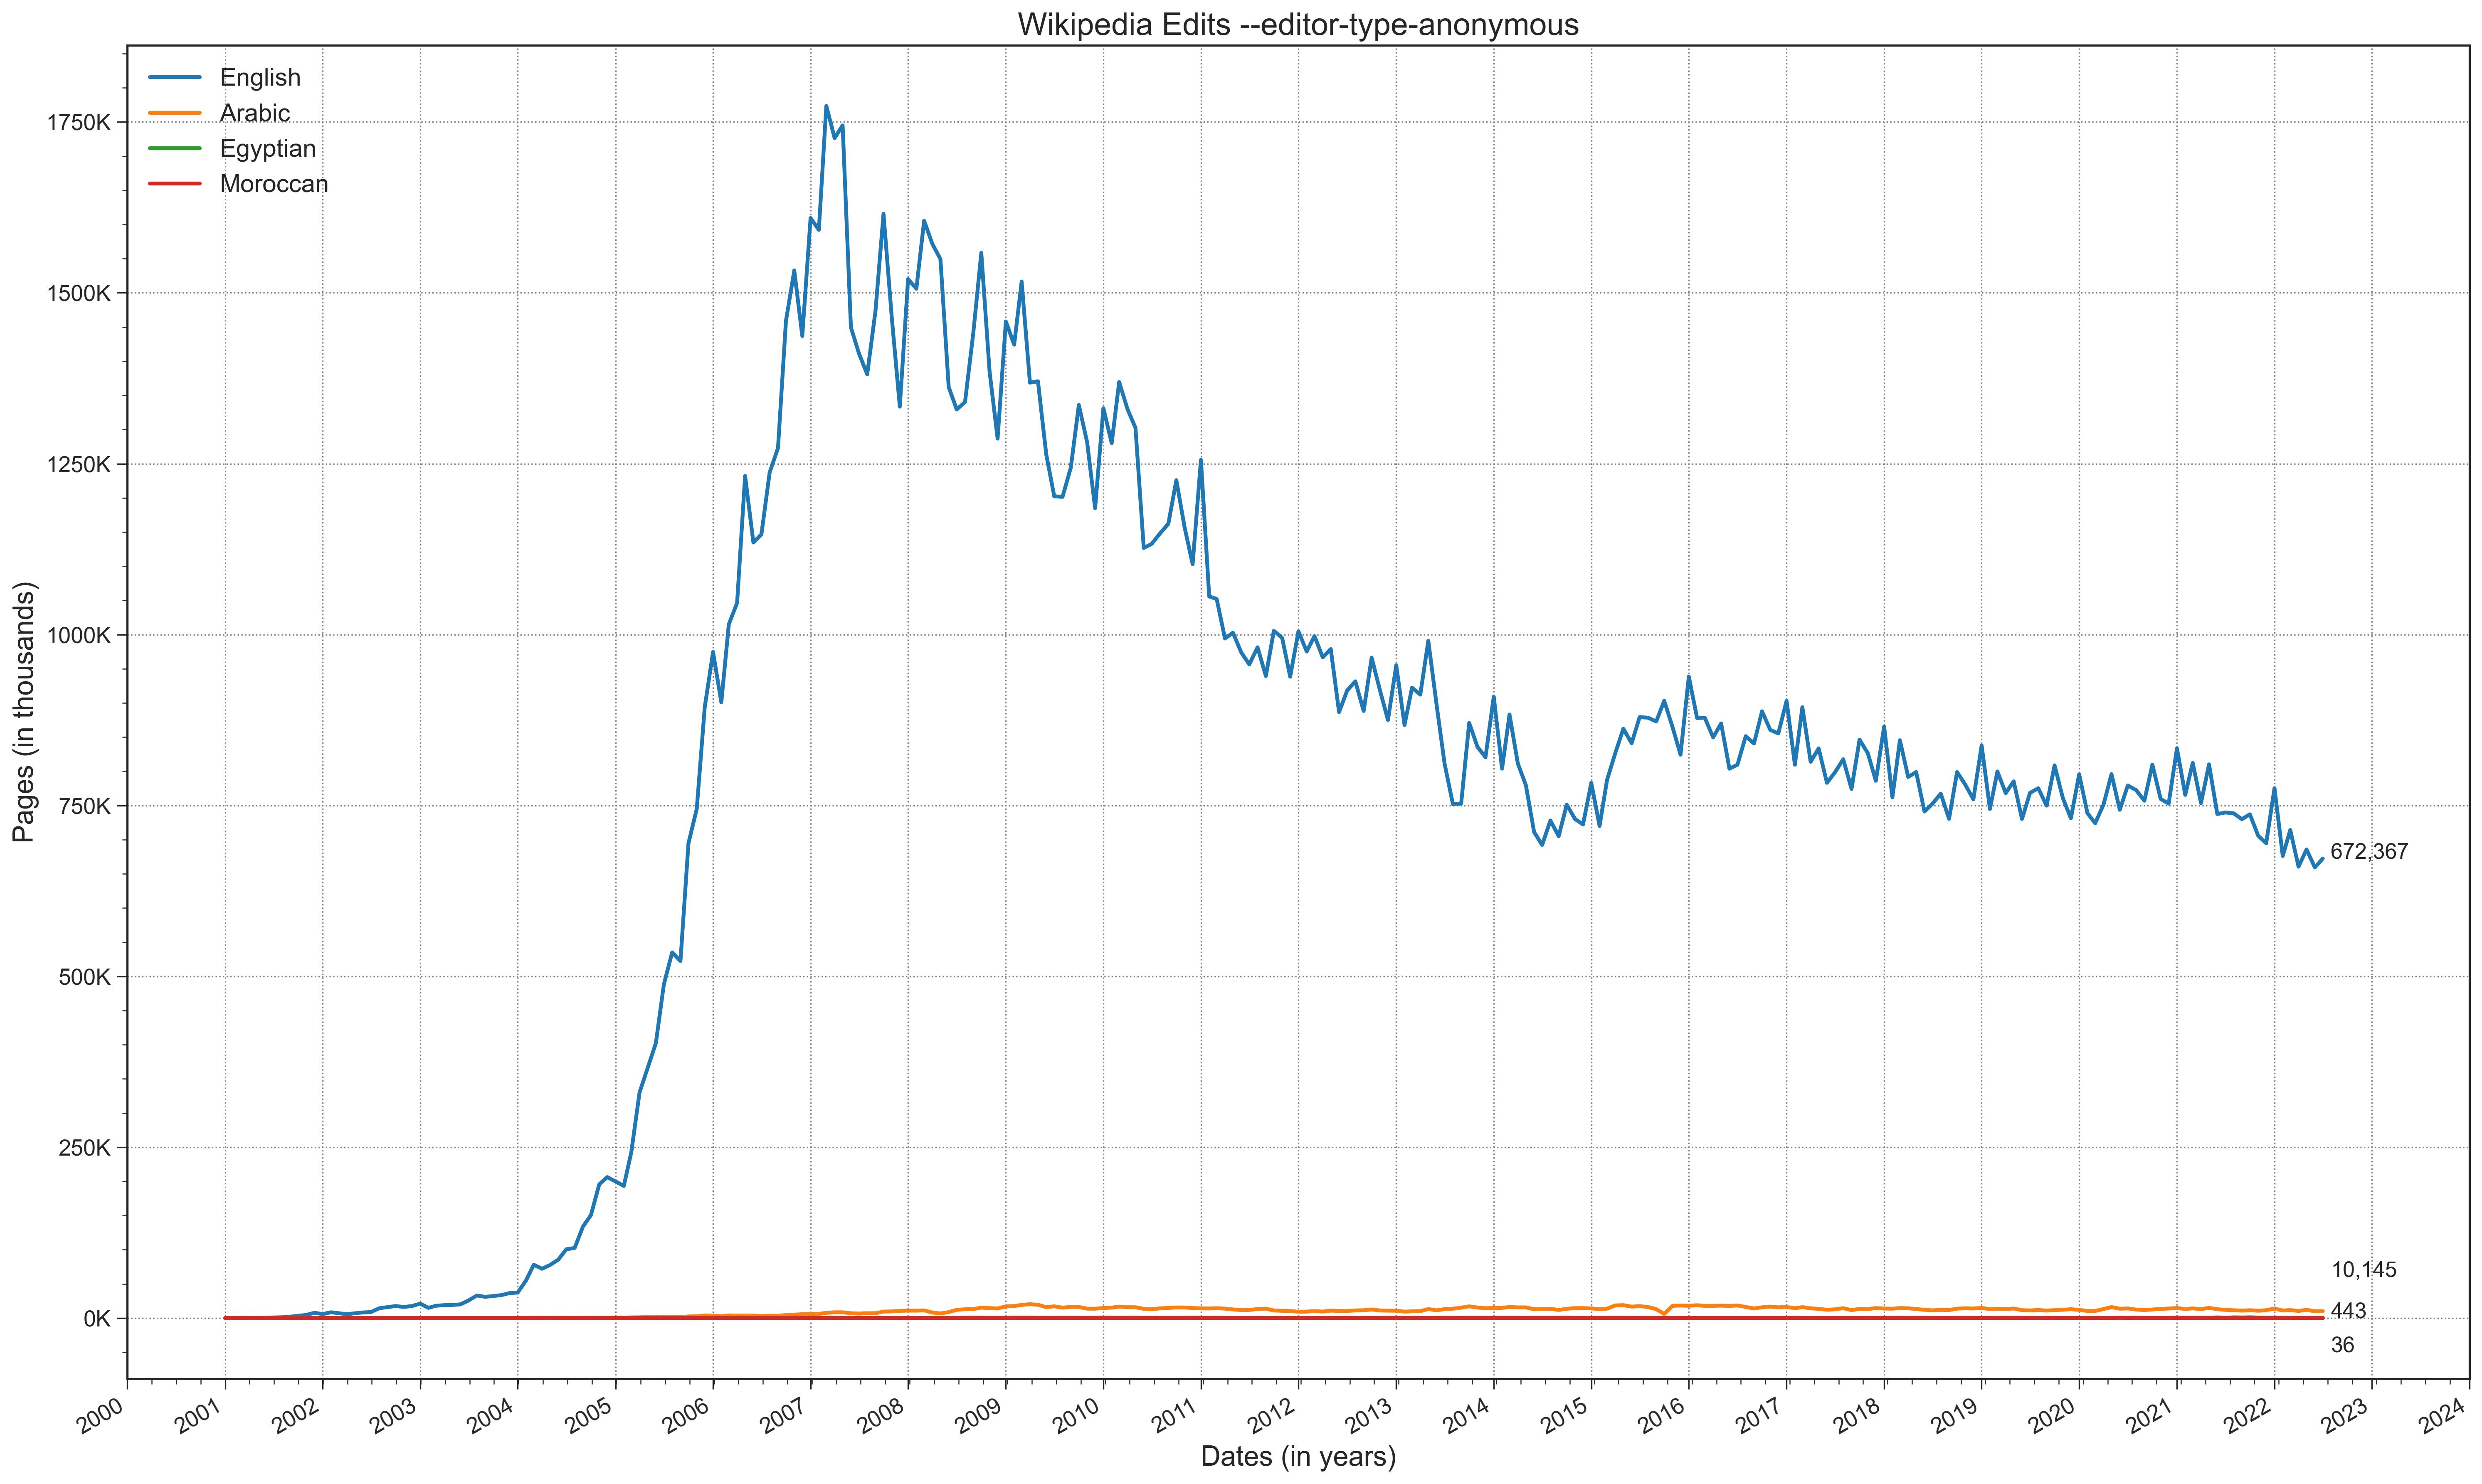 Wikipedia Edits --editor-type-anonymous
English
Arabic
Egyptian
Moroccan
Pages (in thousands)
1750K
1500K
1250K
1000K
750K
500K
250K
0K
672,367
10,145
443
36
2000 2001 2002 2003 2004 2005 2006 2007 2008 2009 2010 2011 2012 2013 2014 2015 2016 2017 2018 2019 2020 2021 2022 2023 2024
Dates (in years)